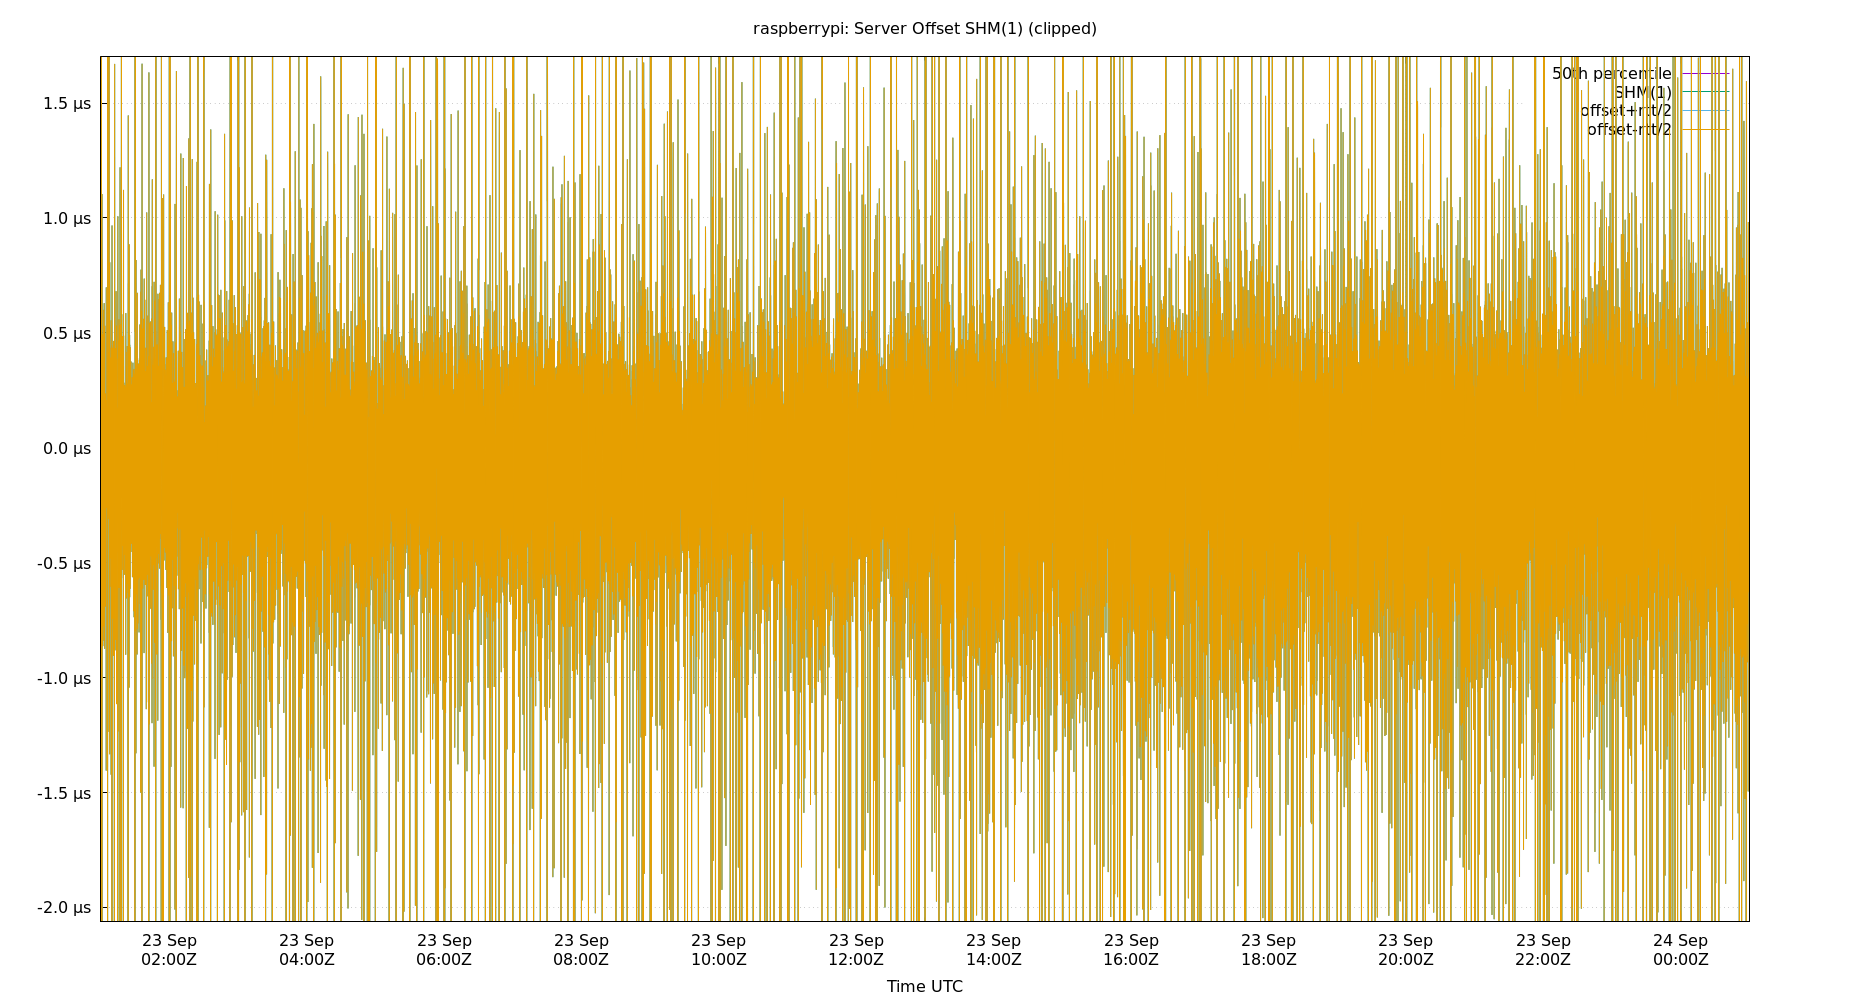 raspberrypi: Server Offset SHM(1) (clipped)
50th percentile
SHM(1)
offset+rtt/2
offset-rtt/2
1.5 µs
1.0 µs
0.5 µs
0.0 µs
-0.5 µs
-1.0 µs
-1.5 µs
-2.0 µs
23 Sep 23 Sep 23 Sep 23 Sep 23 Sep 23 Sep 23 Sep 23 Sep 23 Sep 23 Sep 23 Sep 24 Sep
02:00Z 04:00Z 06:00Z 08:00Z 10:00Z 12:00Z 14:00Z 16:00Z 18:00Z 20:00Z 22:00Z 00:00Z
Time UTC